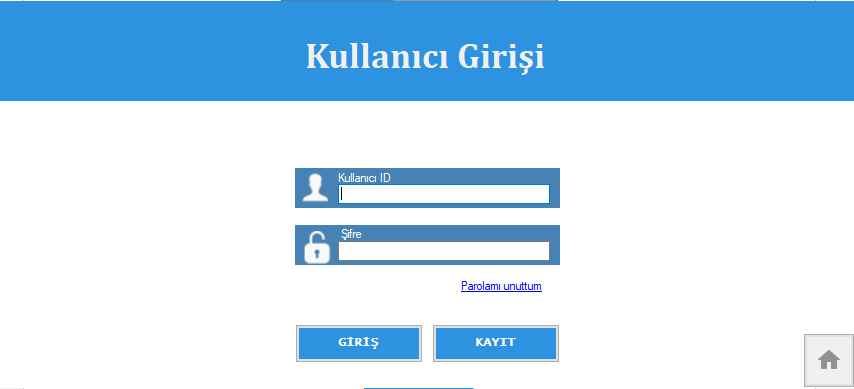 Kullanıcı Girişi
Kullanıcı ID
Şifre
Parolamı unuttum
GİRİŞ
KAYIT